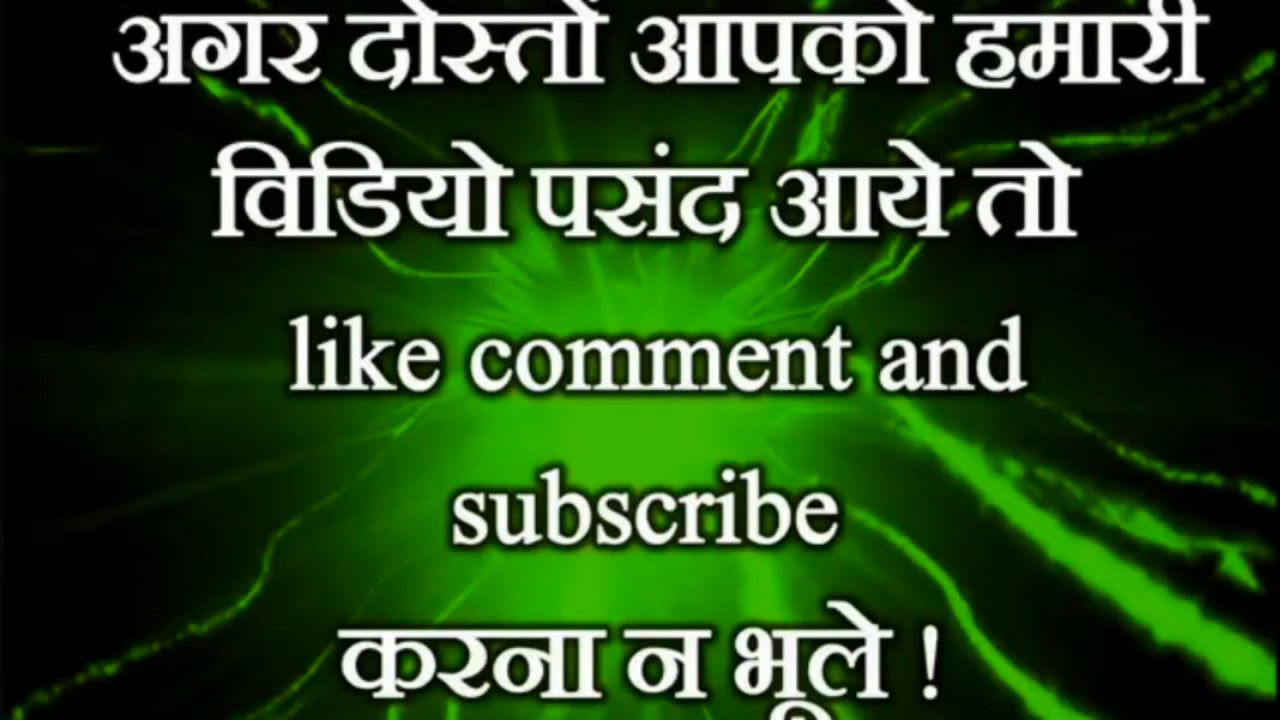 अगर दोस्तों आपको हमारी
विडियो पसंद आये तो
like comment and
subscribe
करना न भूले !